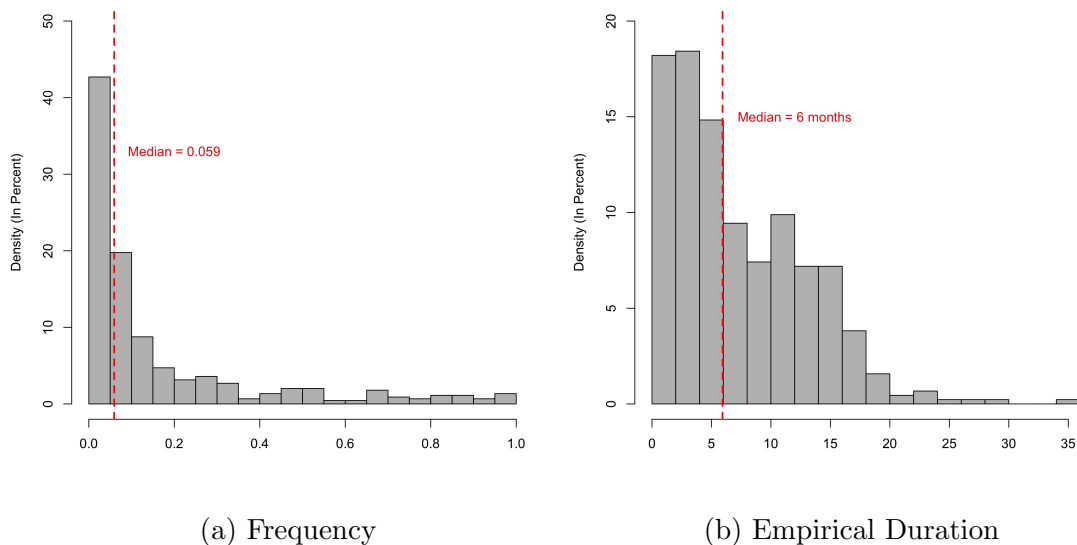 Density (In Percent)
50
40
30
20
10
0
Median = 0.059
0.0 0.2 0.4 0.6 0.8 1.0
(a) Frequency
Density (In Percent)
20
15
10
5
0
Median = 6 months
0 5 10 15 20 25 30 35
(b) Empirical Duration